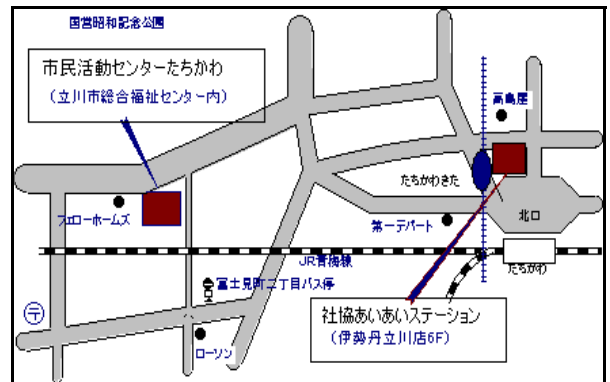 国営昭和記念公園
市民活動センターたちかわ
(立川市総合福祉センター内)
高島屋
たちかわきた
フェローホームズ
北口
第一デパート
JR青梅線
たちかわ
富士見町二丁目バス停
〒
社協あいあいステーション
(伊勢丹立川店6F)
ローソン